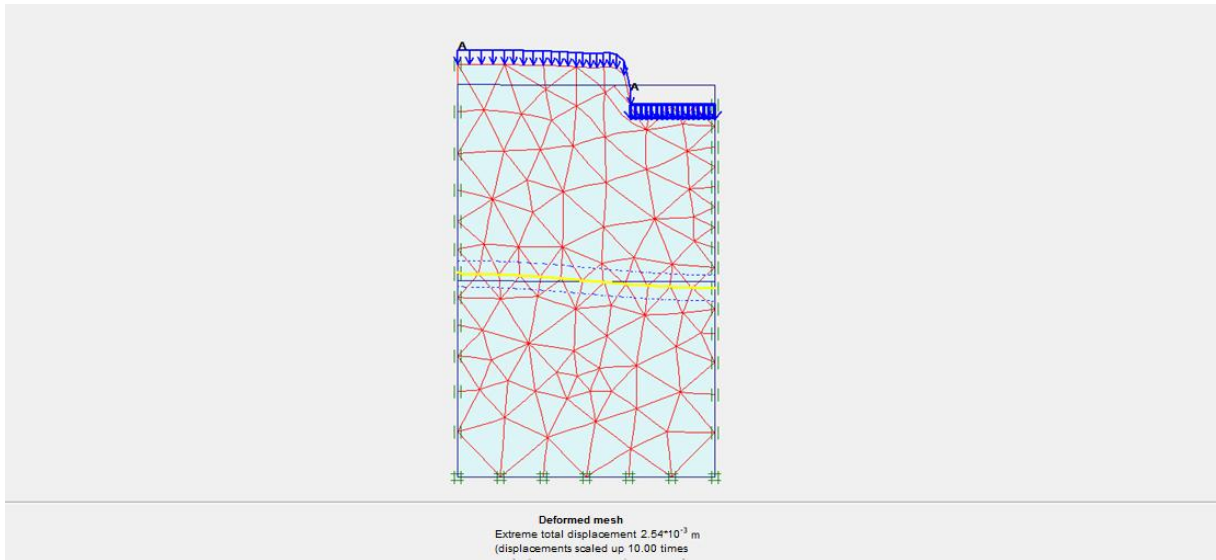 A
A
Deformed mesh
Extreme total displacement 2.54*10⁻³ m
(displacements scaled up 10.00 times